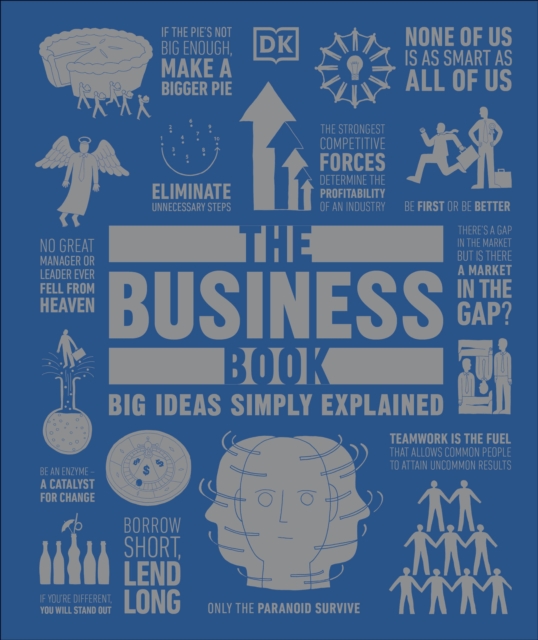 IF THE PIE'S NOT
BIG ENOUGH,
MAKE A
BIGGER PIE
DK
NONE OF US
IS AS SMART AS
ALL OF US
ELIMINATE
UNNECESSARY STEPS
THE STRONGEST
COMPETITIVE
FORCES
DETERMINE THE
PROFITABILITY
OF AN INDUSTRY
BE FIRST OR BE BETTER
NO GREAT
MANAGER OR
LEADER EVER
FELL FROM
HEAVEN
THERE'S A GAP
IN THE MARKET
BUT IS THERE
A MARKET
IN THE
GAP?
THE
BUSINESS
BOOK
BIG IDEAS SIMPLY EXPLAINED
BE AN ENZYME –
A CATALYST
FOR CHANGE
$ $ $
TEAMWORK IS THE FUEL
THAT ALLOWS COMMON PEOPLE
TO ATTAIN UNCOMMON RESULTS
BORROW
SHORT,
LEND
LONG
IF YOU'RE DIFFERENT,
YOU WILL STAND OUT
ONLY THE PARANOID SURVIVE